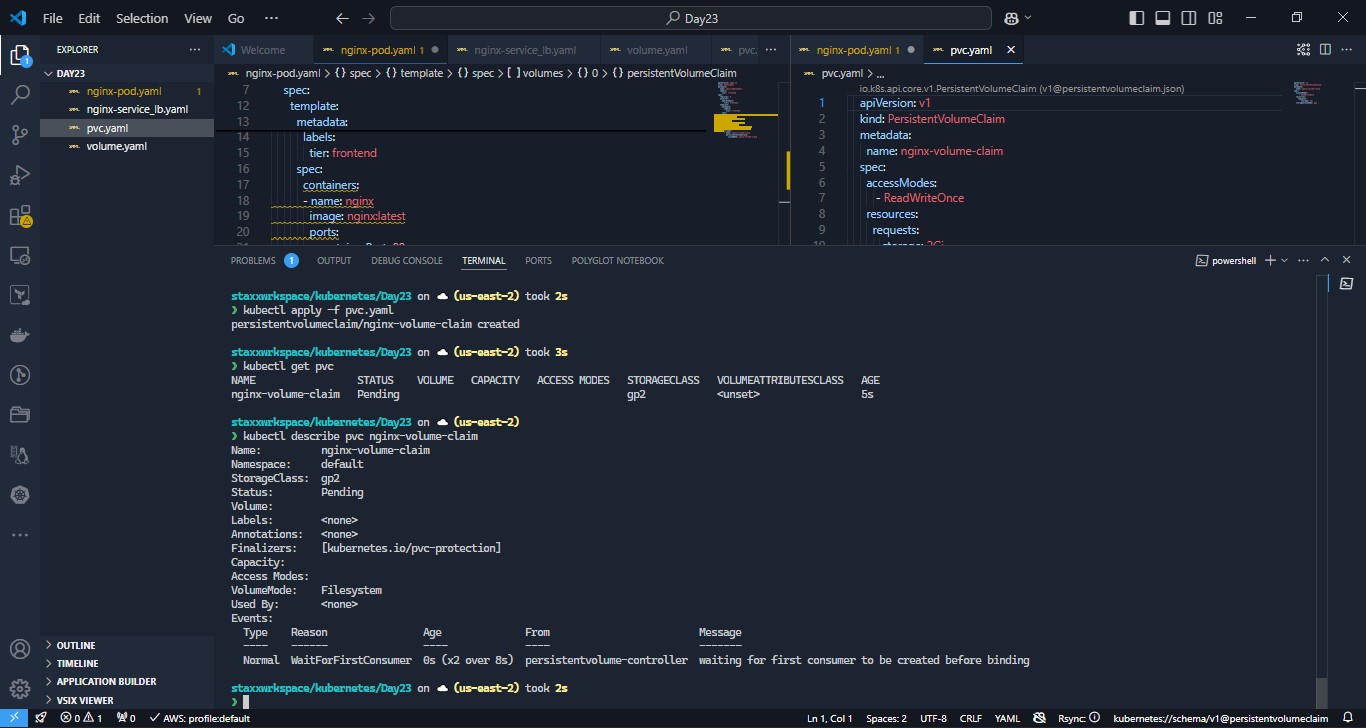 File Edit Selection View Go ··· Day23
EXPLORER ···
DAY23
nginx-pod.yaml 1
nginx-service_lb.yaml
pvc.yaml
volume.yaml
OUTLINE
TIMELINE
APPLICATION BUILDER
VSIX VIEWER
Welcome nginx-pod.yaml 1 nginx-service_lb.yaml volume.yaml pvc. ···
nginx-pod.yaml > {} spec > {} template > {} spec > [ ] volumes > {} 0 > {} persistentVolumeClaim
7 spec:
12 template:
13 metadata:
14 labels:
15 tier: frontend
16 spec:
17 containers:
18 - name: nginx
19 image: nginx:latest
20 ports:
nginx-pod.yaml 1 pvc.yaml
pvc.yaml > ...
io.k8s.api.core.v1.PersistentVolumeClaim (v1@persistentvolumeclaim.json)
1 apiVersion: v1
2 kind: PersistentVolumeClaim
3 metadata:
4 name: nginx-volume-claim
5 spec:
6 accessModes:
7 - ReadWriteOnce
8 resources:
9 requests:
PROBLEMS 1 OUTPUT DEBUG CONSOLE TERMINAL PORTS POLYGLOT NOTEBOOK powershell
staxxwrkspace/kubernetes/Day23 on (us-east-2) took 2s
❯ kubectl apply -f pvc.yaml
persistentvolumeclaim/nginx-volume-claim created
staxxwrkspace/kubernetes/Day23 on (us-east-2) took 3s
❯ kubectl get pvc
NAME STATUS VOLUME CAPACITY ACCESS MODES STORAGECLASS VOLUMEATTRIBUTESCLASS AGE
nginx-volume-claim Pending gp2 <unset> 5s
staxxwrkspace/kubernetes/Day23 on (us-east-2)
❯ kubectl describe pvc nginx-volume-claim
Name: nginx-volume-claim
Namespace: default
StorageClass: gp2
Status: Pending
Volume:
Labels: <none>
Annotations: <none>
Finalizers: [kubernetes.io/pvc-protection]
Capacity:
Access Modes:
VolumeMode: Filesystem
Used By: <none>
Events:
Type Reason Age From Message
---- ------ ---- ---- -------
Normal WaitForFirstConsumer 0s (x2 over 8s) persistentvolume-controller waiting for first consumer to be created before binding
staxxwrkspace/kubernetes/Day23 on (us-east-2) took 2s
❯
0 1 0 AWS: profile:default Ln 1, Col 1 Spaces: 2 UTF-8 CRLF YAML Rsync: kubernetes://schema/v1@persistentvolumeclaim